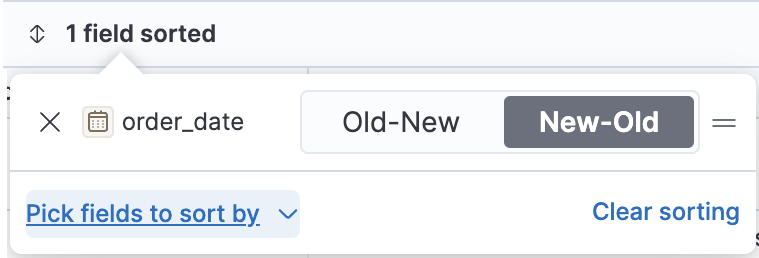 1 field sorted
order_date Old-New New-Old
Pick fields to sort by Clear sorting